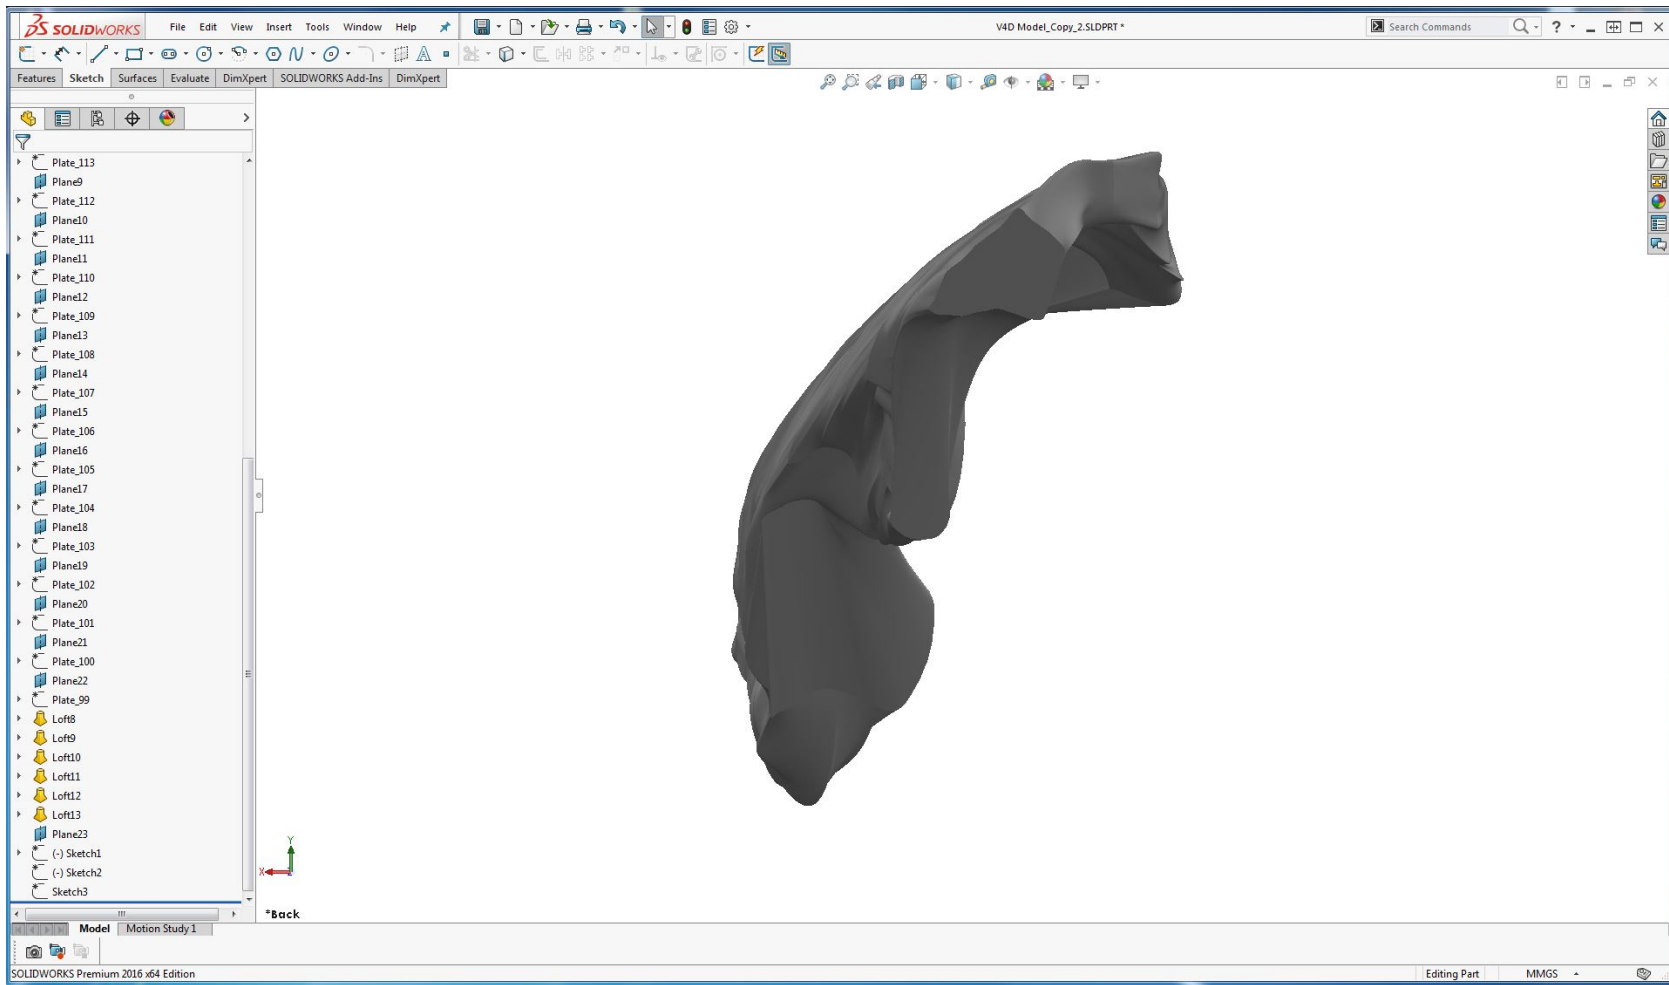 SOLIDWORKS File Edit View Insert Tools Window Help V4D Model_Copy_2.SLDPRT * Search Commands ?
Features Sketch Surfaces Evaluate DimXpert SOLIDWORKS Add-Ins DimXpert
Plate_113
Plane9
Plate_112
Plane10
Plate_111
Plane11
Plate_110
Plane12
Plate_109
Plane13
Plate_108
Plane14
Plate_107
Plane15
Plate_106
Plane16
Plate_105
Plane17
Plate_104
Plane18
Plate_103
Plane19
Plate_102
Plane20
Plate_101
Plane21
Plate_100
Plane22
Plate_99
Loft8
Loft9
Loft10
Loft11
Loft12
Loft13
Plane23
(-) Sketch1
(-) Sketch2
Sketch3
Y
X
*Back
Model Motion Study 1
SOLIDWORKS Premium 2016 x64 Edition Editing Part MMGS